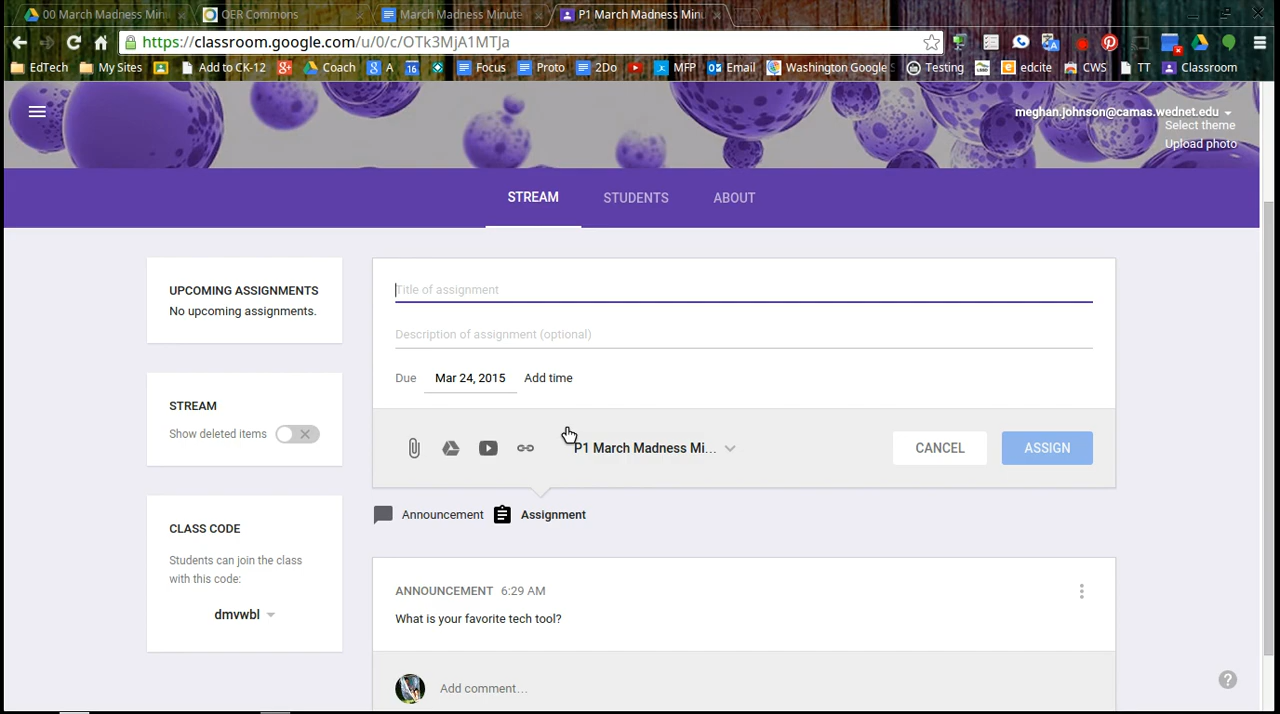 00 March Madness Min
OER Commons
March Madness Minute
P1 March Madness Minu
https://classroom.google.com/u/0/c/OTk3MjA1MTJa
EdTech
My Sites
Add to CK-12
Coach
A
16
Focus
Proto
2Do
MFP
Email
Washington Google
Testing
edcite
CWS
TT
Classroom
meghan.johnson@camas.wednet.edu
Select theme
Upload photo
STREAM
STUDENTS
ABOUT
UPCOMING ASSIGNMENTS
No upcoming assignments.
STREAM
Show deleted items
CLASS CODE
Students can join the class
with this code:
dmvwbl
Title of assignment
Description of assignment (optional)
Due Mar 24, 2015 Add time
P1 March Madness Mi...
CANCEL
ASSIGN
Announcement
Assignment
ANNOUNCEMENT 6:29 AM
What is your favorite tech tool?
Add comment...